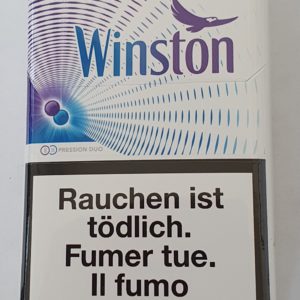 Winston
PRESSION DUO
Rauchen ist
tödlich.
Fumer tue.
Il fumo